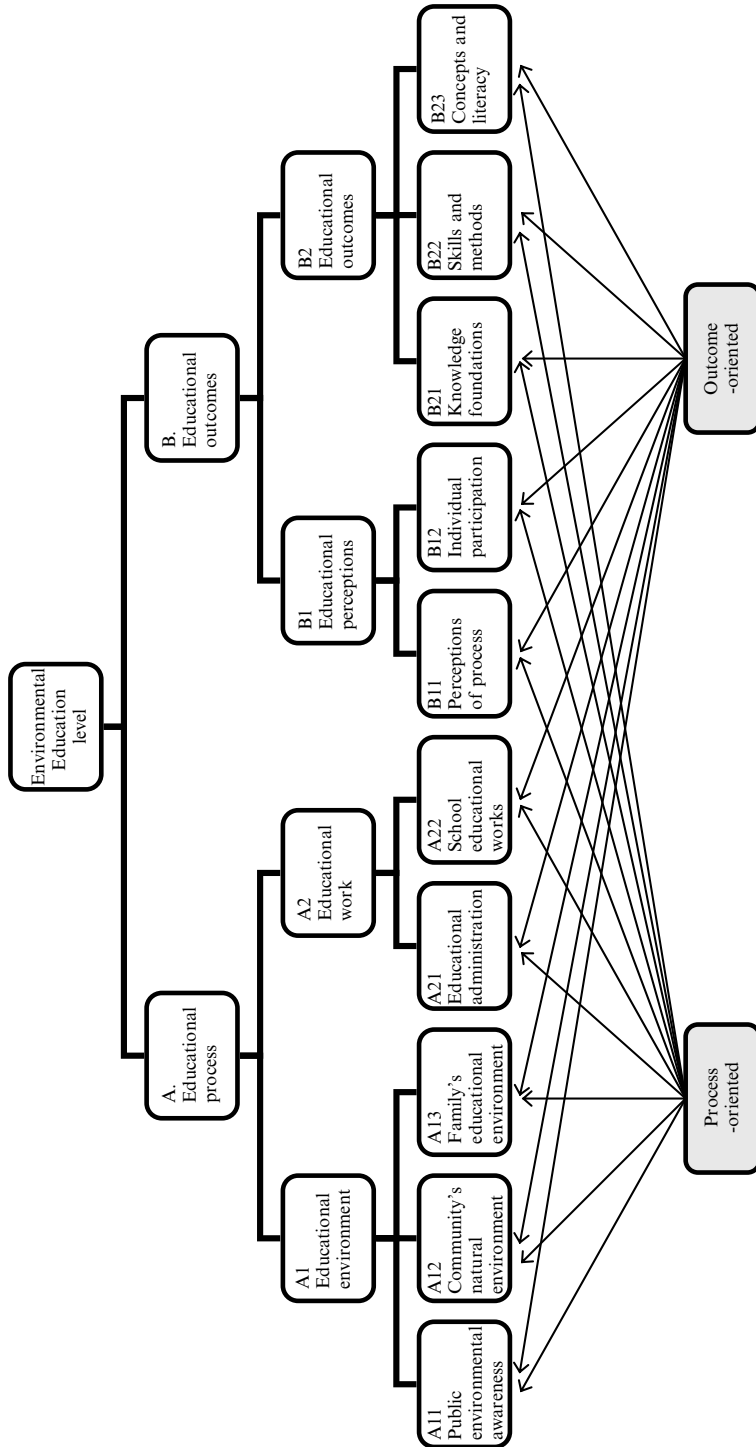 Environmental
Education
level
A.
Educational
process
B.
Educational
outcomes
A1
Educational
environment
A2
Educational
work
B1
Educational
perceptions
B2
Educational
outcomes
A11
Public
environmental
awareness
A12
Community's
natural
environment
A13
Family's
educational
environment
A21
Educational
administration
A22
School
educational
works
B11
Perceptions
of process
B12
Individual
participation
B21
Knowledge
foundations
B22
Skills and
methods
B23
Concepts and
literacy
Process
-oriented
Outcome
-oriented